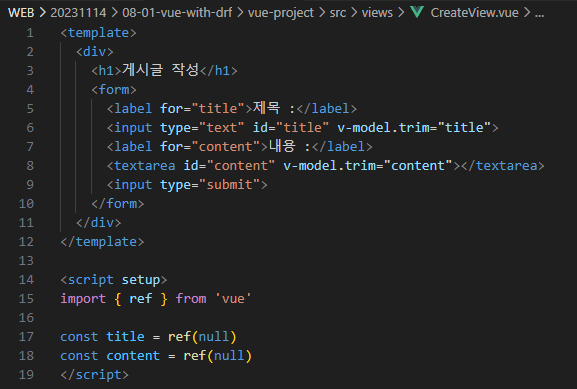 WEB > 20231114 > 08-01-vue-with-drf > vue-project > src > views > CreateView.vue > ...
1 <template>
2   <div>
3     <h1>게시글 작성</h1>
4     <form>
5       <label for="title">제목 :</label>
6       <input type="text" id="title" v-model.trim="title">
7       <label for="content">내용 :</label>
8       <textarea id="content" v-model.trim="content"></textarea>
9       <input type="submit">
10     </form>
11   </div>
12 </template>
13
14 <script setup>
15 import { ref } from 'vue'
16
17 const title = ref(null)
18 const content = ref(null)
19 </script>